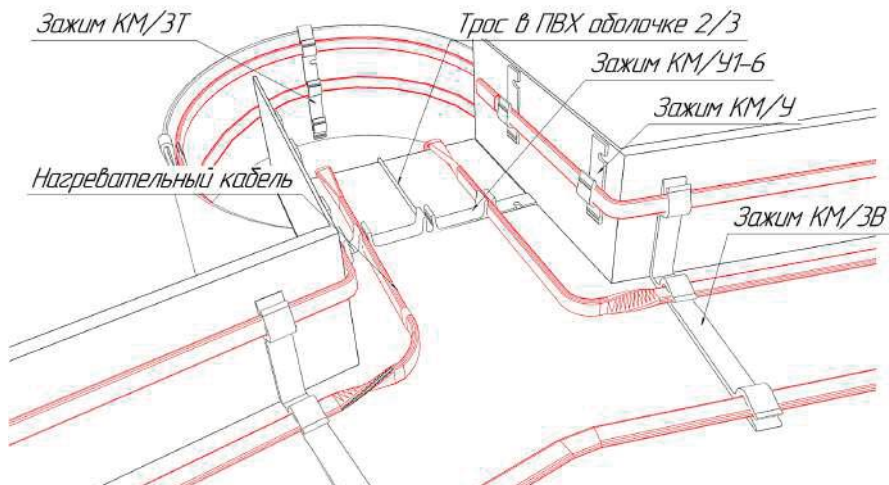 Зажим КМ/ЗТ
Трос в ПВХ оболочке 2/3
Зажим КМ/У1-6
Зажим КМ/У
Нагревательный кабель
Зажим КМ/ЗВ